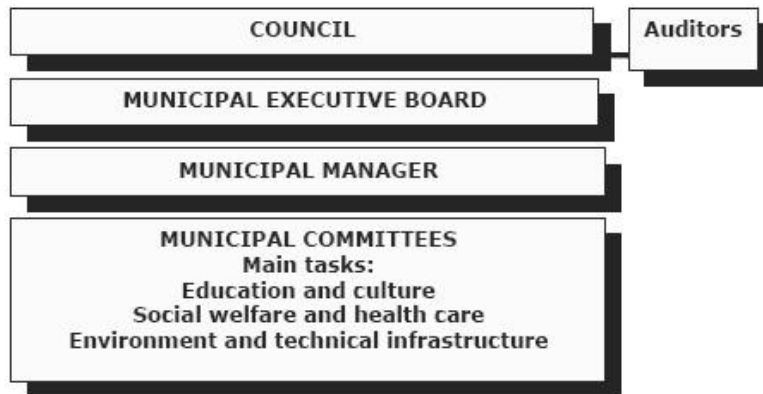 COUNCIL
Auditors
MUNICIPAL EXECUTIVE BOARD
MUNICIPAL MANAGER
MUNICIPAL COMMITTEES
Main tasks:
Education and culture
Social welfare and health care
Environment and technical infrastructure